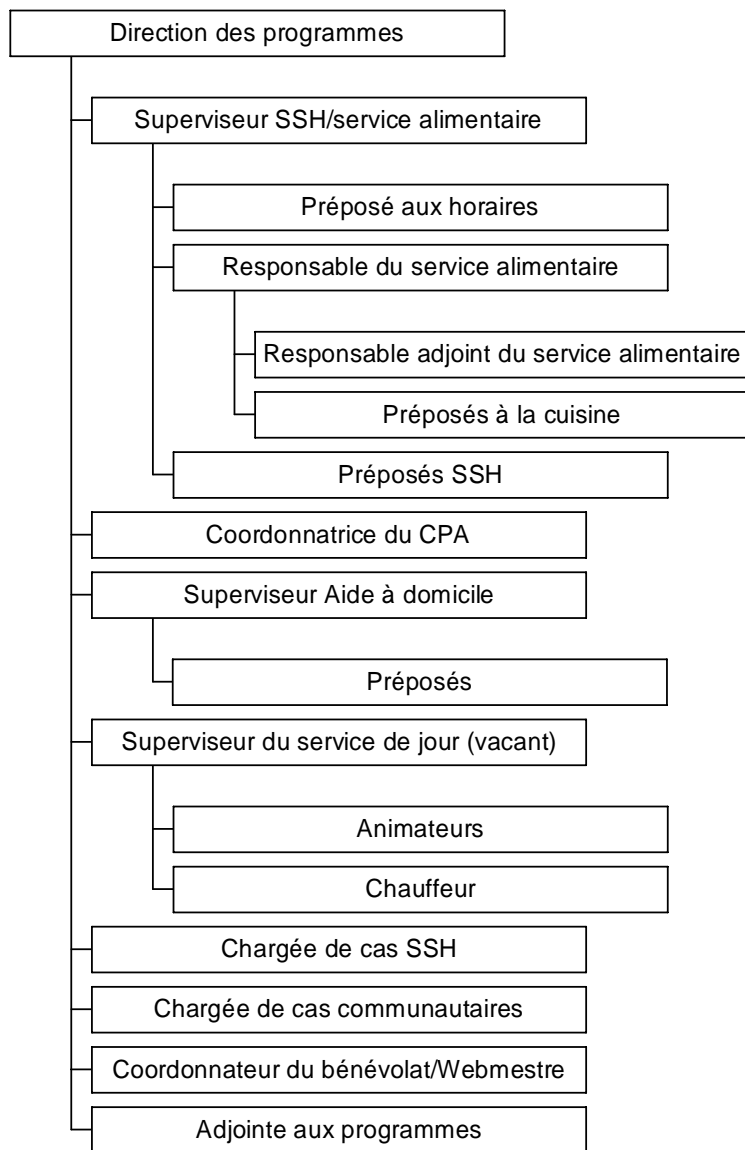 Direction des programmes
Superviseur SSH/service alimentaire
Préposé aux horaires
Responsable du service alimentaire
Responsable adjoint du service alimentaire
Préposés à la cuisine
Préposés SSH
Coordonnatrice du CPA
Superviseur Aide à domicile
Préposés
Superviseur du service de jour (vacant)
Animateurs
Chauffeur
Chargée de cas SSH
Chargée de cas communautaires
Coordonnateur du bénévolat/Webmestre
Adjointe aux programmes